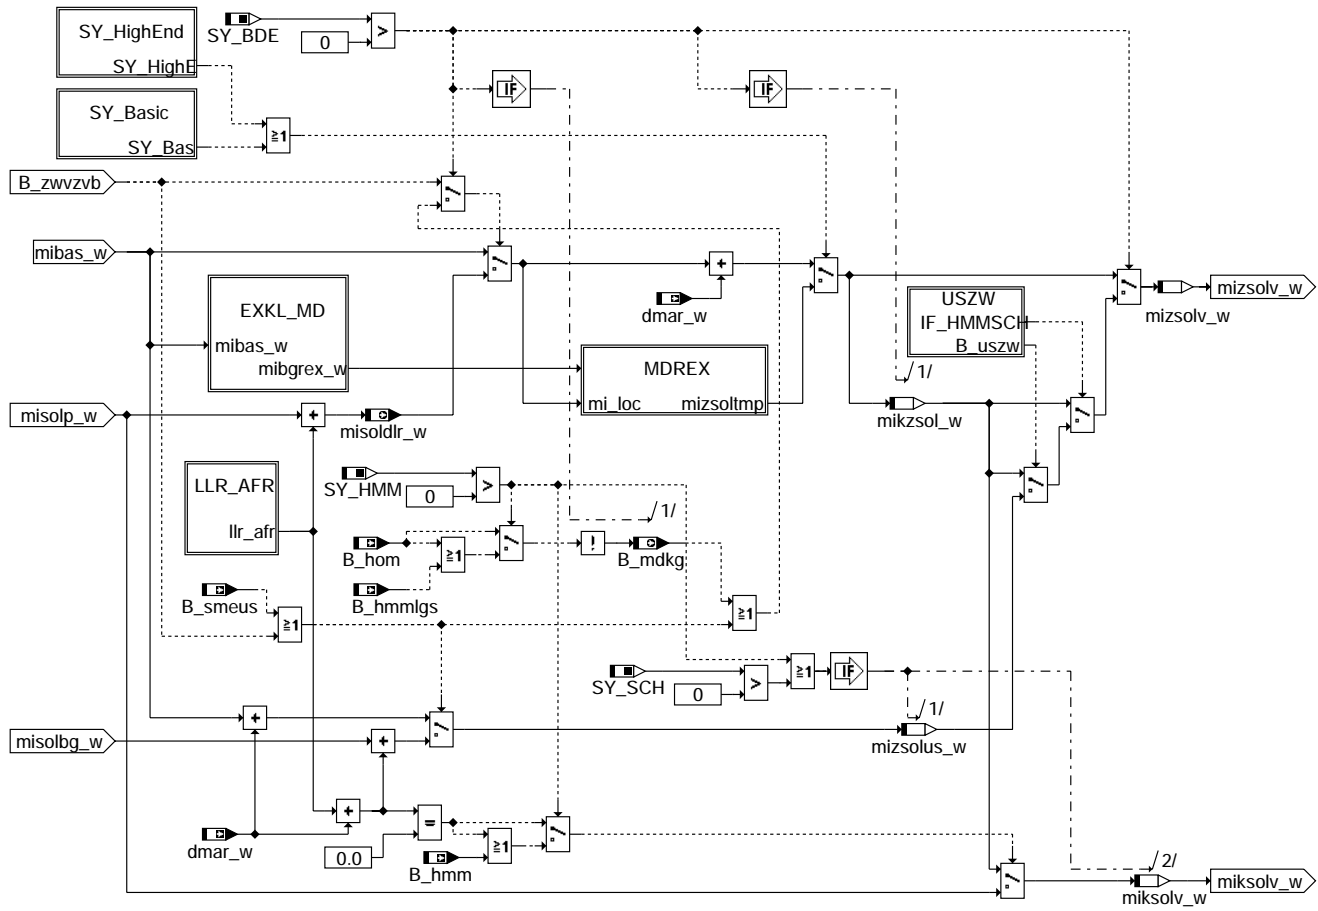 SY_HighEnd
SY_HighE
SY_BDE
0
>
IF
IF
SY_Basic
SY_Bas
≥1
B_zwvzvb
mibas_w
+
dmar_w
EXKL_MD
mibas_w
mibgrex_w
MDREX
mi_loc
mizsoltmp
USZW
IF_HMMSCH
B_uszw
mizsolv_w
mizsolv_w
/1/
mikzsol_w
misolp_w
+
misoldlr_w
LLR_AFR
llr_afr
SY_HMM
0
>
/1/
B_hom
≥1
!
B_mdkg
B_hmmlgs
B_smeus
≥1
≥1
SY_SCH
0
>
≥1
IF
/1/
mizsolus_w
+
misolbg_w
+
dmar_w
+
=
0.0
≥1
B_hmm
/2/
miksolv_w
miksolv_w